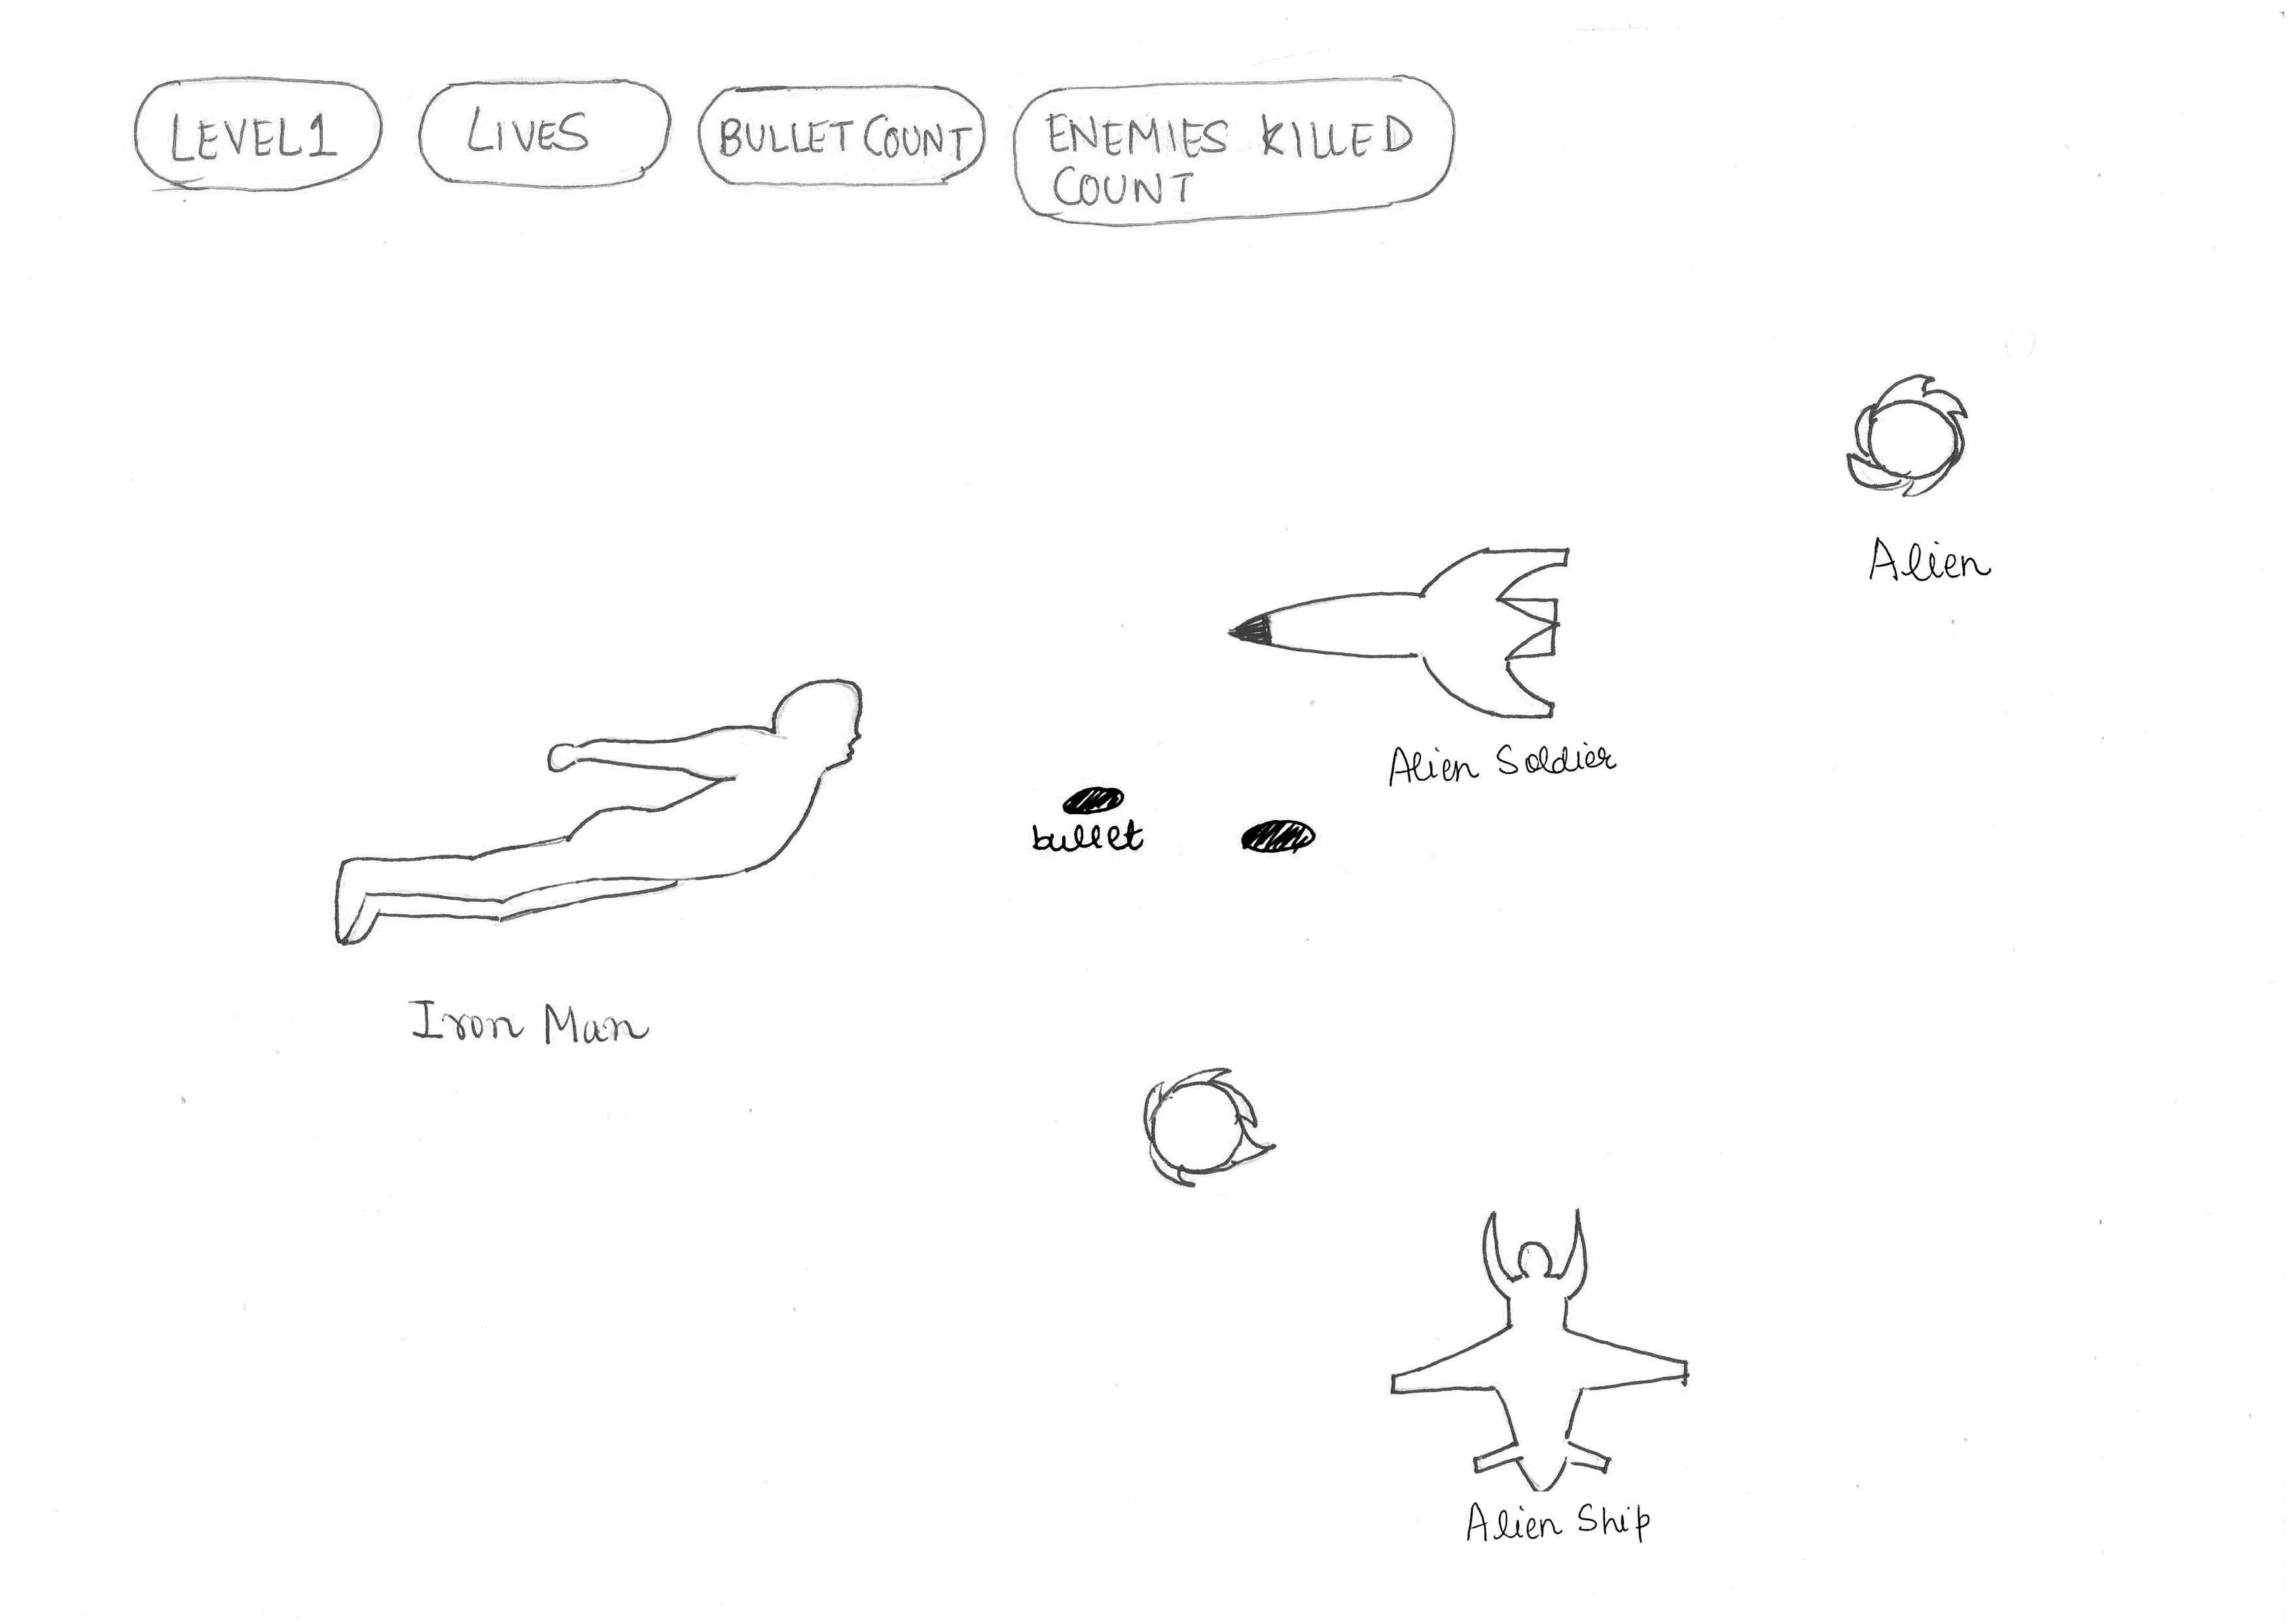 LEVEL1
LIVES
BULLET COUNT
ENEMIES KILLED
COUNT
Alien
Alien Soldier
bullet
Iron Man
Alien Ship